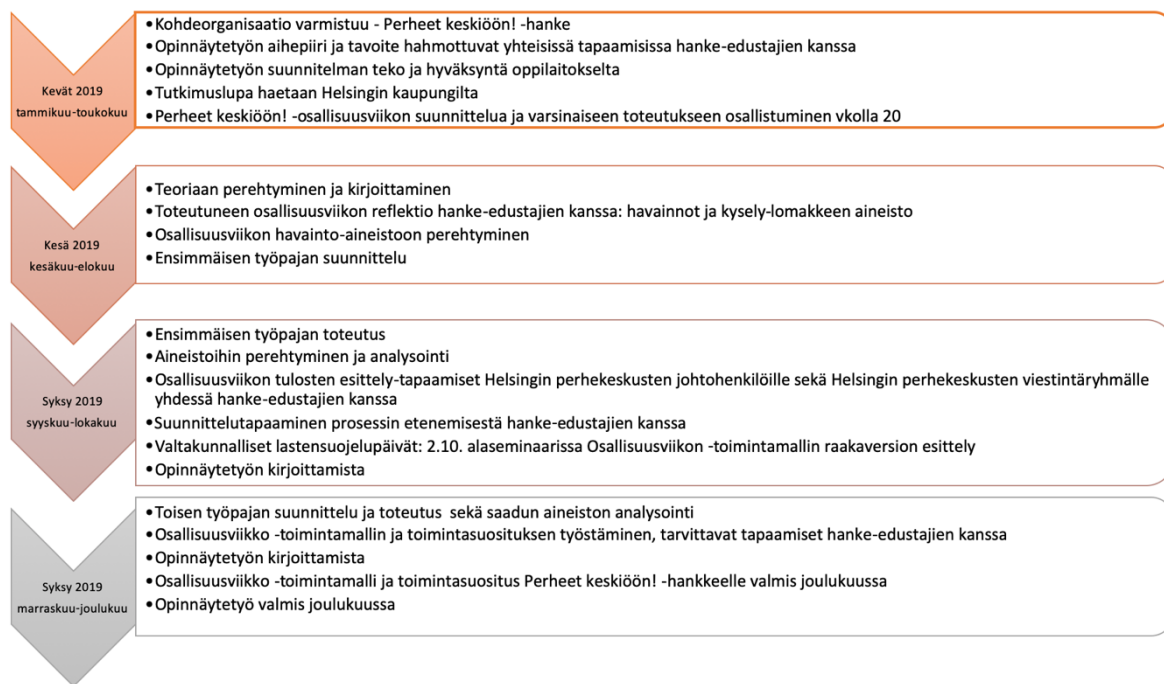 Kevät 2019
tammikuu-toukokuu
•Kohdeorganisaatio varmistuu - Perheet keskiöön! -hanke
•Opinnäytetyön aihepiiri ja tavoite hahmottuvat yhteisissä tapaamisissa hanke-edustajien kanssa
•Opinnäytetyön suunnitelman teko ja hyväksyntä oppilaitokselta
•Tutkimuslupa haetaan Helsingin kaupungilta
•Perheet keskiöön! -osallisuusviikon suunnittelua ja varsinaiseen toteutukseen osallistuminen vkolla 20
Kesä 2019
kesäkuu-elokuu
•Teoriaan perehtyminen ja kirjoittaminen
•Toteutuneen osallisuusviikon reflektio hanke-edustajien kanssa: havainnot ja kysely-lomakkeen aineisto
•Osallisuusviikon havainto-aineistoon perehtyminen
•Ensimmäisen työpajan suunnittelu
Syksy 2019
syyskuu-lokakuu
•Ensimmäisen työpajan toteutus
•Aineistoihin perehtyminen ja analysointi
•Osallisuusviikon tulosten esittely-tapaamiset Helsingin perhekeskusten johtohenkilöille sekä Helsingin perhekeskusten viestintäryhmälle
yhdessä hanke-edustajien kanssa
•Suunnittelutapaaminen prosessin etenemisestä hanke-edustajien kanssa
•Valtakunnalliset lastensuojelupäivät: 2.10. alaseminaarissa Osallisuusviikon -toimintamallin raakaversion esittely
•Opinnäytetyön kirjoittamista
Syksy 2019
marraskuu-joulukuu
•Toisen työpajan suunnittelu ja toteutus sekä saadun aineiston analysointi
•Osallisuusviikko -toimintamallin ja toimintasuosituksen työstäminen, tarvittavat tapaamiset hanke-edustajien kanssa
•Opinnäytetyön kirjoittamista
•Osallisuusviikko -toimintamalli ja toimintasuositus Perheet keskiöön! -hankkeelle valmis joulukuussa
•Opinnäytetyö valmis joulukuussa